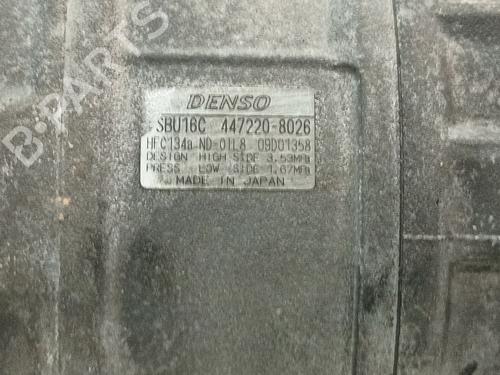 DENSO
5BU16C 447220-8026
HFC134a ND-OIL8 09D01358
DESIGN HIGH SIDE 3.53MPa
PRESS LOW SIDE 1.67MPa
MADE IN JAPAN
B-PARTS